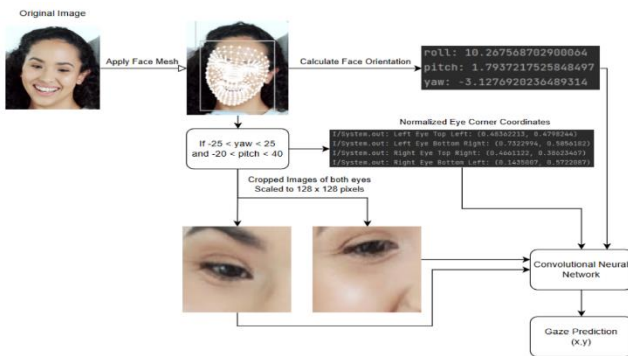 Original Image
Apply Face Mesh
Calculate Face Orientation
roll: 10.267568702900064
pitch: 1.7937217525848497
yaw: -3.1276920236489314
If -25 < yaw < 25
and -20 < pitch < 40
Normalized Eye Corner Coordinates
I/System.out: Left Eye Top Left: (0.48362213, 0.4798244)
I/System.out: Left Eye Bottom Right: (0.7322994, 0.5856182)
I/System.out: Right Eye Top Right: (0.4661122, 0.38623467)
I/System.out: Right Eye Bottom Left: (0.1435807, 0.5722087)
Cropped Images of both eyes
Scaled to 128 x 128 pixels
Convolutional Neural
Network
Gaze Prediction
(x,y)